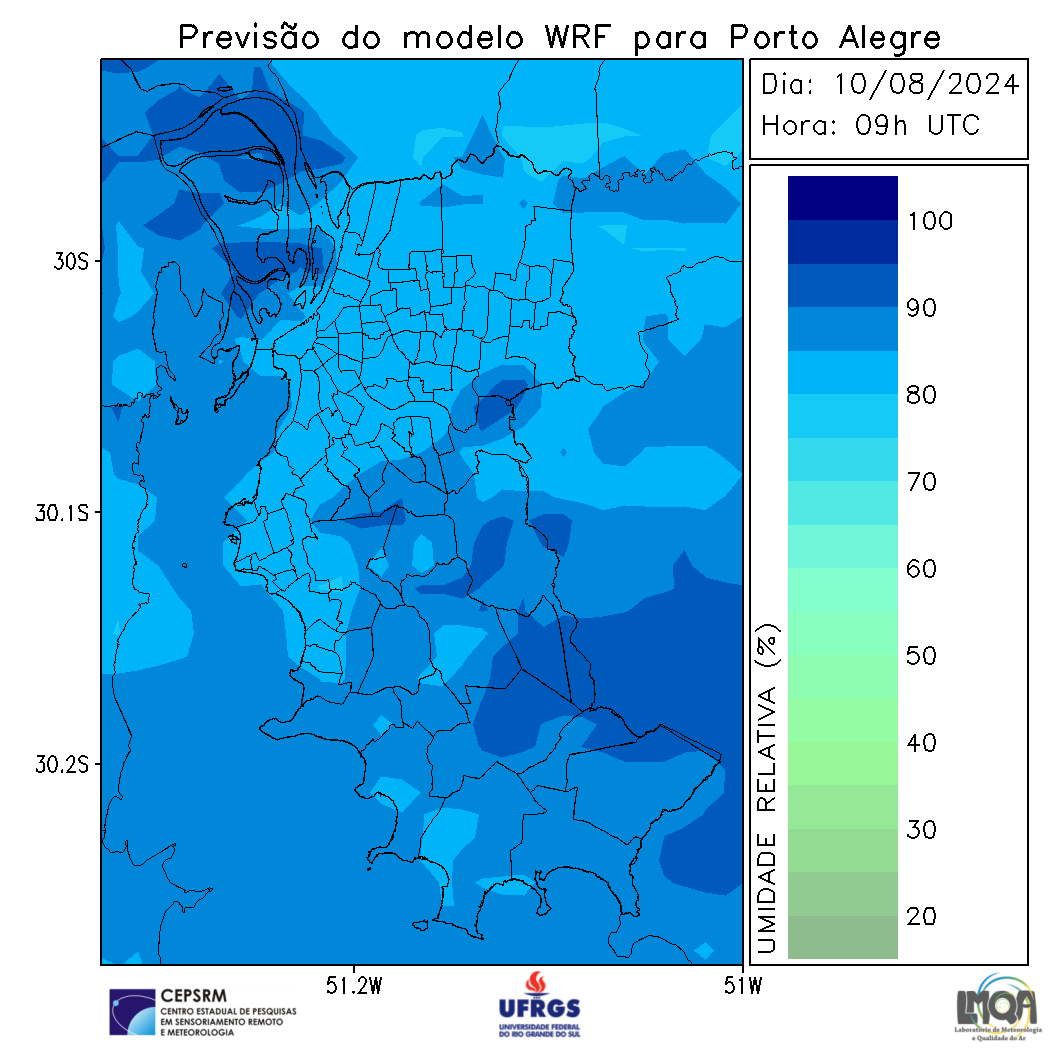 Previsão do modelo WRF para Porto Alegre
Dia: 10/08/2024
Hora: 09h UTC
30S
30.1S
30.2S
51.2W
51W
UMIDADE RELATIVA (%)
100
90
80
70
60
50
40
30
20
CEPSRM
CENTRO ESTADUAL DE PESQUISAS
EM SENSORIAMENTO REMOTO
E METEOROLOGIA
UFRGS
UNIVERSIDADE FEDERAL
DO RIO GRANDE DO SUL
LMQA
Laboratório de Meteorologia
e Qualidade do Ar